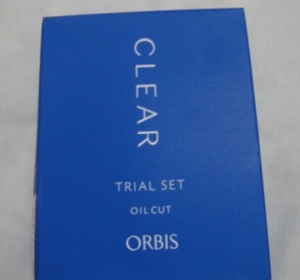 CLEAR
TRIAL SET
OIL CUT
ORBIS